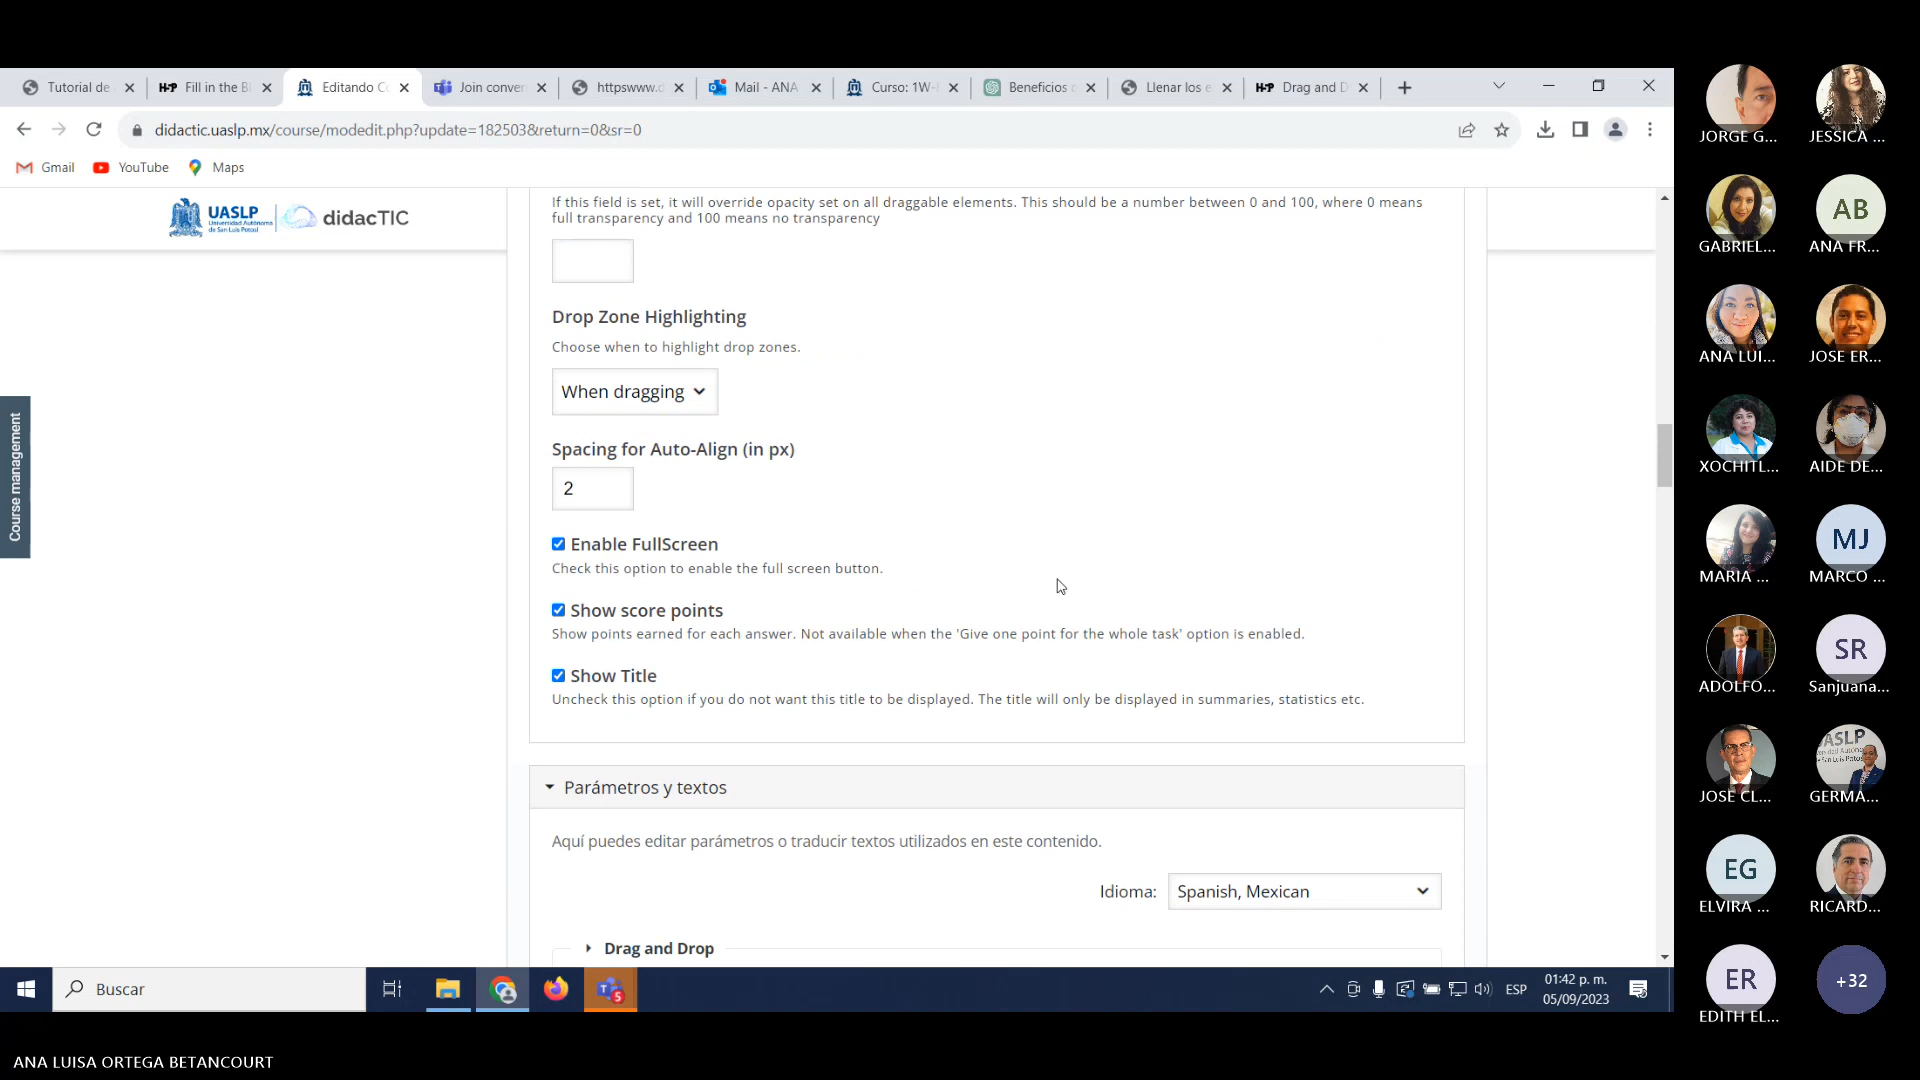 Tutorial de
H-P Fill in the B
Editando C
Join conver
httpswww.c
Mail - ANA
Curso: 1W-
Beneficios
Llenar los e
H-P Drag and D
didactic.uaslp.mx/course/modedit.php?update=182503&return=0&sr=0
Gmail
YouTube
Maps
UASLP
Universidad Autónoma
de San Luis Potosí
didacTIC
Course management
If this field is set, it will override opacity set on all draggable elements. This should be a number between 0 and 100, where 0 means
full transparency and 100 means no transparency
Drop Zone Highlighting
Choose when to highlight drop zones.
When dragging
Spacing for Auto-Align (in px)
2
Enable FullScreen
Check this option to enable the full screen button.
Show score points
Show points earned for each answer. Not available when the 'Give one point for the whole task' option is enabled.
Show Title
Uncheck this option if you do not want this title to be displayed. The title will only be displayed in summaries, statistics etc.
Parámetros y textos
Aquí puedes editar parámetros o traducir textos utilizados en este contenido.
Idioma:
Spanish, Mexican
Drag and Drop
Buscar
T
5
ESP
01:42 p. m.
05/09/2023
JORGE G...
JESSICA ...
GABRIEL...
AB
ANA FR...
ANA LUI...
JOSE ER...
XOCHITL...
AIDE DE...
MARIA ...
MJ
MARCO ...
ADOLFO...
SR
Sanjuana...
JOSE CL...
UASLP
GERMA...
EG
ELVIRA ...
RICARD...
ER
EDITH EL...
+32
ANA LUISA ORTEGA BETANCOURT